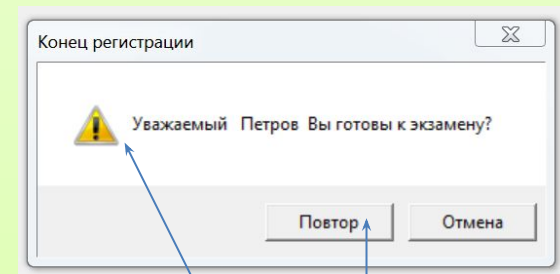 Конец регистрации
Уважаемый Петров Вы готовы к экзамену?
Повтор Отмена